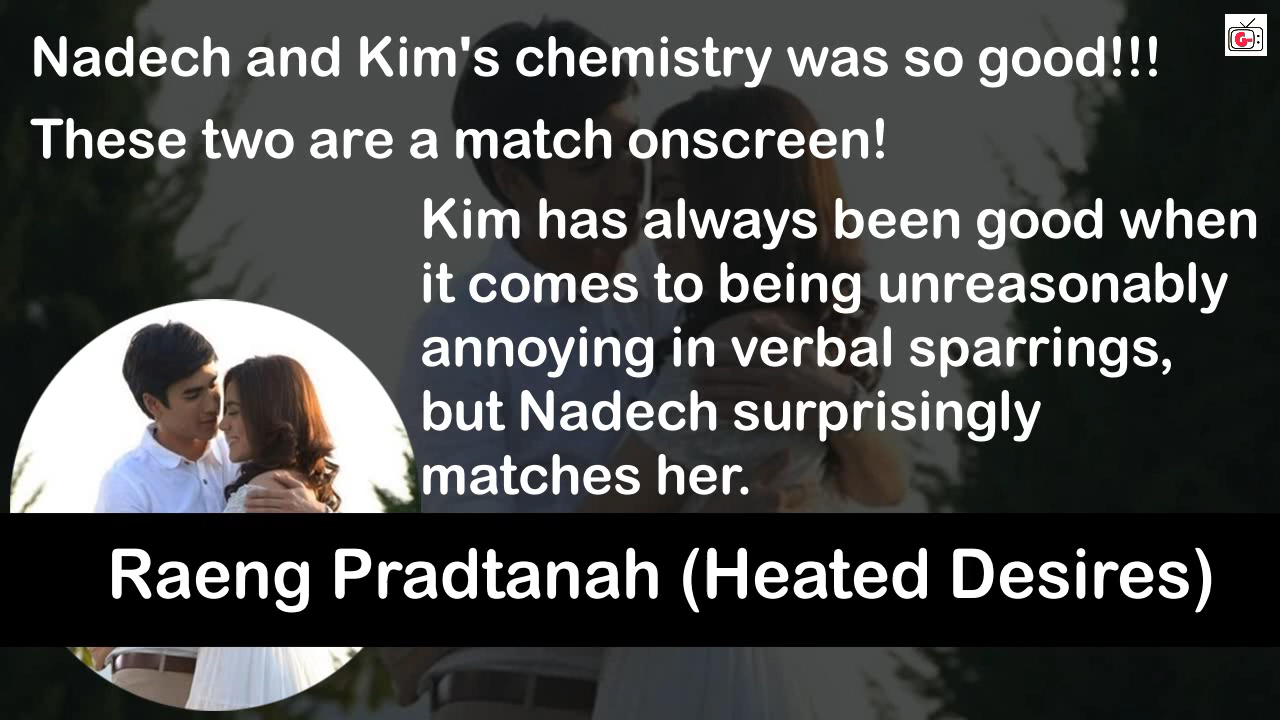 Nadech and Kim's chemistry was so good!!!
These two are a match onscreen!
Kim has always been good when
it comes to being unreasonably
annoying in verbal sparrings,
but Nadech surprisingly
matches her.
Raeng Pradtanah (Heated Desires)